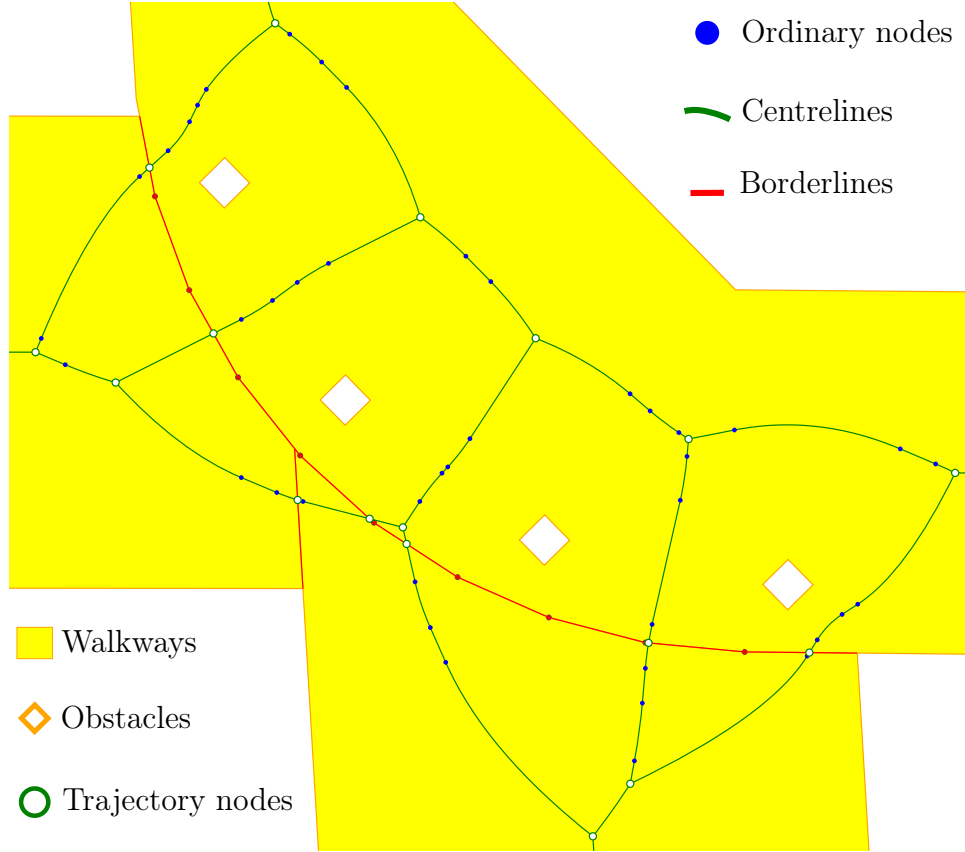 Ordinary nodes
Centrelines
Borderlines
Walkways
Obstacles
Trajectory nodes